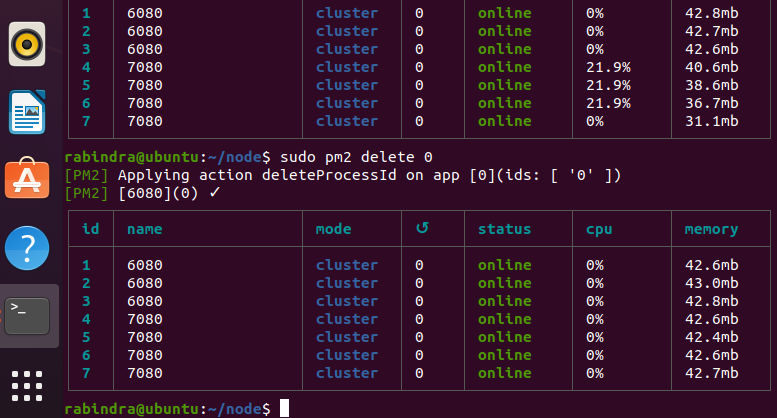 1 6080 cluster 0 online 0% 42.8mb
2 6080 cluster 0 online 0% 42.7mb
3 6080 cluster 0 online 0% 42.6mb
4 7080 cluster 0 online 21.9% 40.6mb
5 7080 cluster 0 online 21.9% 38.6mb
6 7080 cluster 0 online 21.9% 36.7mb
7 7080 cluster 0 online 0% 31.1mb
rabindra@ubuntu:~/node$ sudo pm2 delete 0
[PM2] Applying action deleteProcessId on app [0](ids: [ '0' ])
[PM2] [6080](0) ✓
id name mode ↺ status cpu memory
1 6080 cluster 0 online 0% 42.6mb
2 6080 cluster 0 online 0% 43.0mb
3 6080 cluster 0 online 0% 42.8mb
4 7080 cluster 0 online 0% 42.6mb
5 7080 cluster 0 online 0% 42.4mb
6 7080 cluster 0 online 0% 42.6mb
7 7080 cluster 0 online 0% 42.7mb
rabindra@ubuntu:~/node$